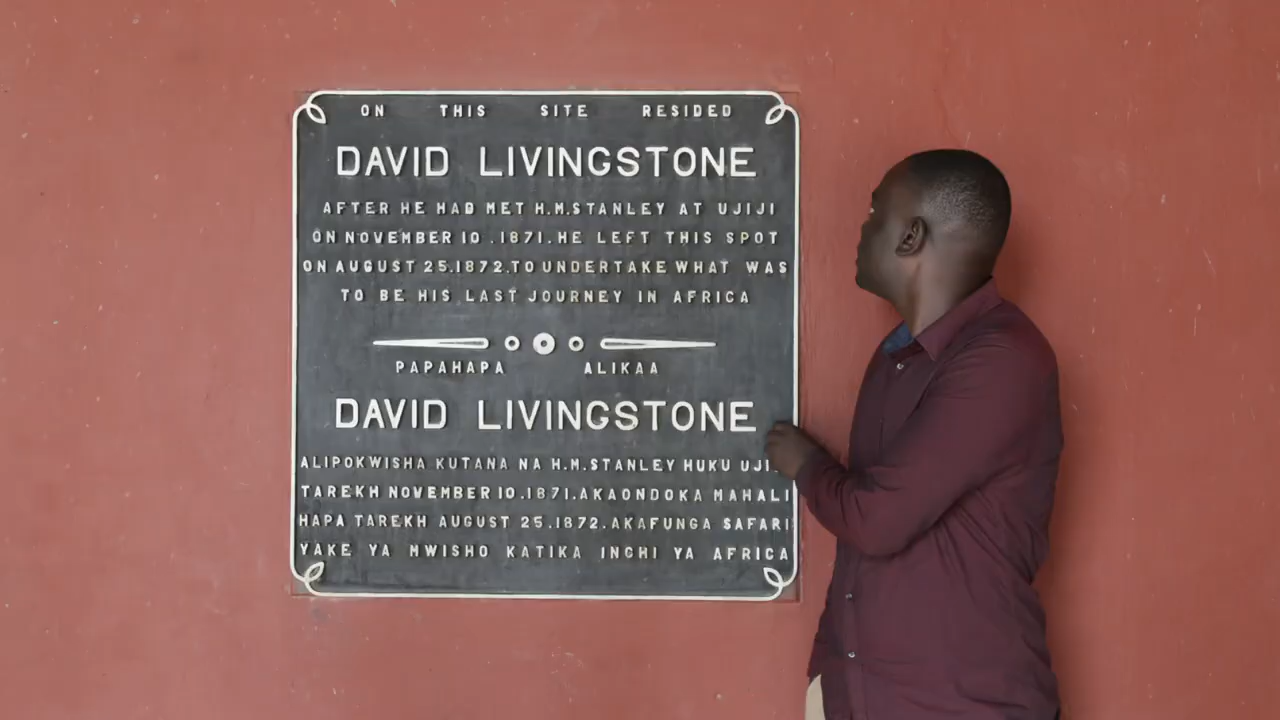 ON THIS SITE RESIDED
DAVID LIVINGSTONE
AFTER HE HAD MET H.M.STANLEY AT UJIJI
ON NOVEMBER 10 .1871.HE LEFT THIS SPOT
ON AUGUST 25.1872.TO UNDERTAKE WHAT WAS
TO BE HIS LAST JOURNEY IN AFRICA
PAPAHAPA ALIKAA
DAVID LIVINGSTONE
ALIPOKWISHA KUTANA NA H.M.STANLEY HUKU
TAREKH NOVEMBER 10.1871.AKAONDOKA MAHALI
HAPA TAREKH AUGUST 25.1872.AKAFUNGA SAFARI
YAKE YA MWISHO KATIKA INCHI YA AFRICA